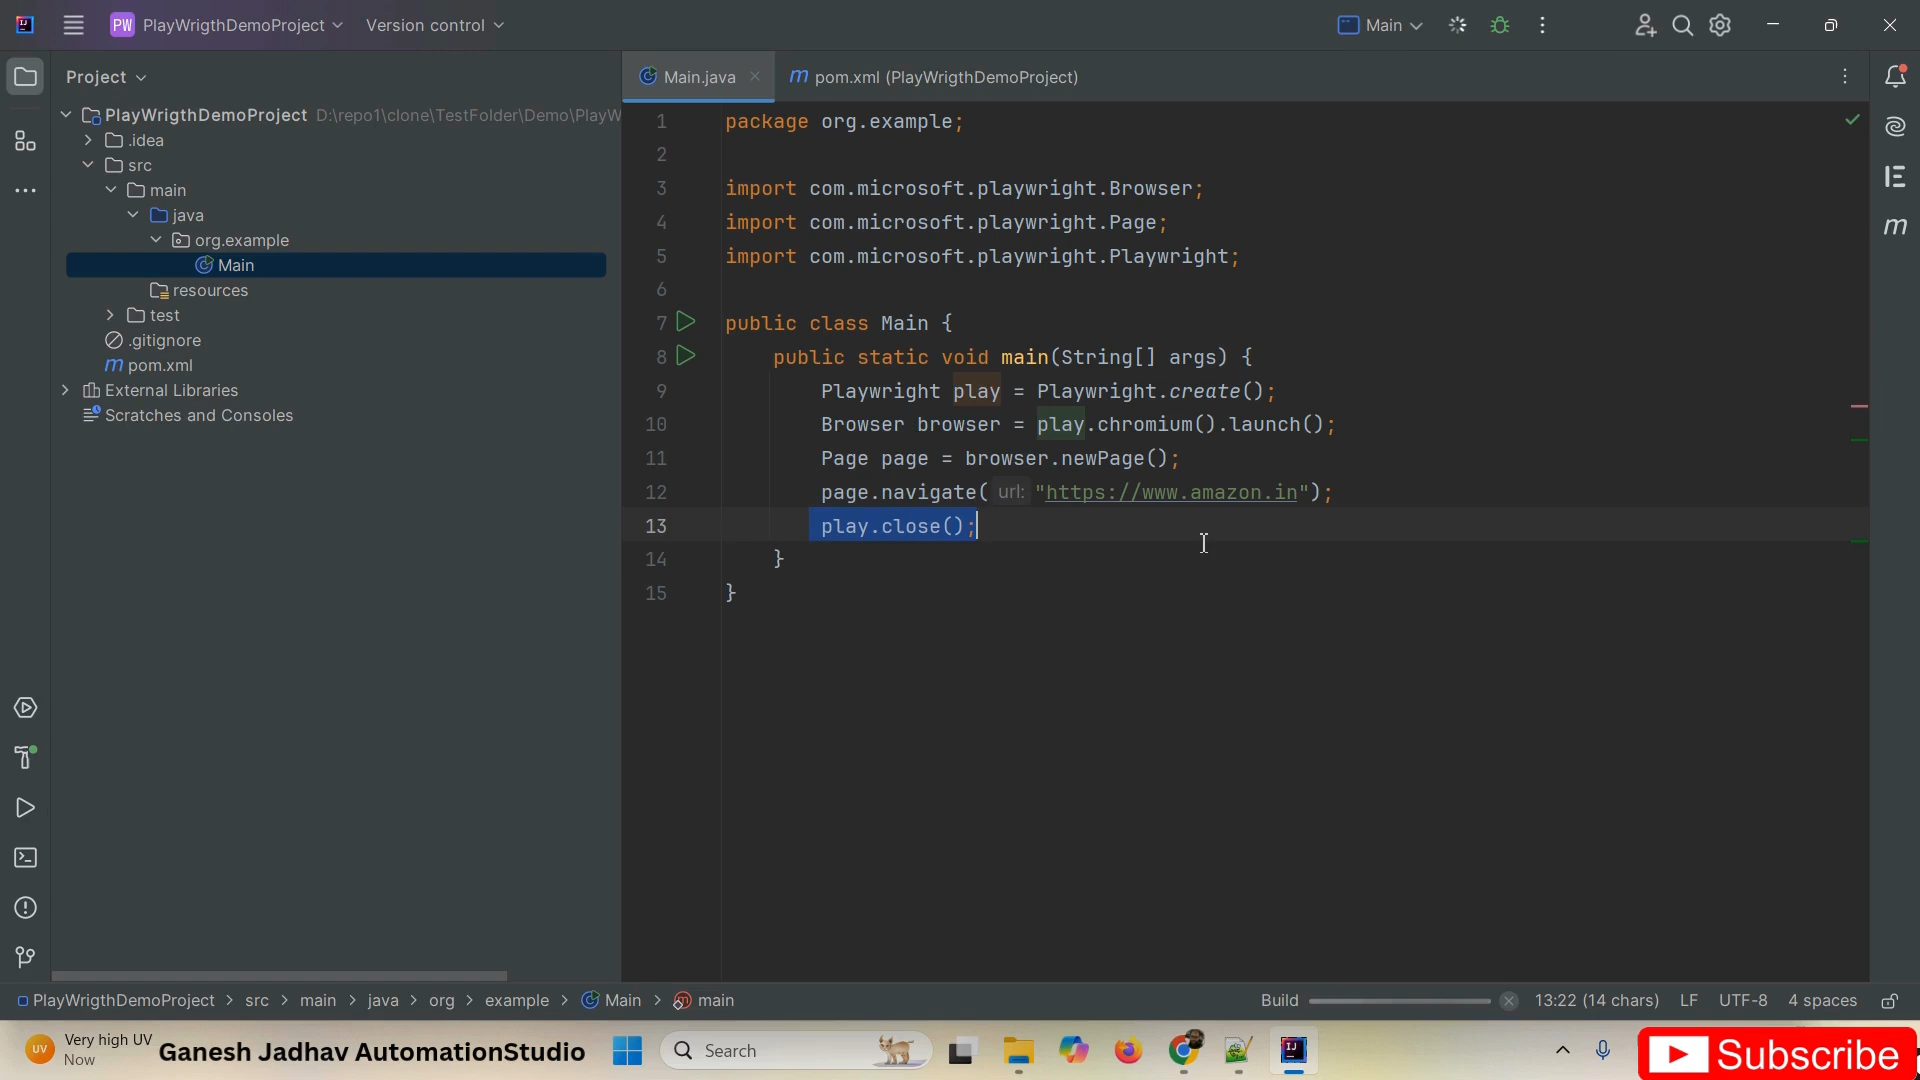 PW PlayWrigthDemoProject Version control Main
Project
Main.java
pom.xml (PlayWrigthDemoProject)
PlayWrigthDemoProject D:\repo1\clone\TestFolder\Demo\PlayW
.idea
src
main
java
org.example
Main
resources
test
.gitignore
pom.xml
External Libraries
Scratches and Consoles
1 package org.example;
2
3 import com.microsoft.playwright.Browser;
4 import com.microsoft.playwright.Page;
5 import com.microsoft.playwright.Playwright;
6
7 public class Main {
8 public static void main(String[] args) {
9 Playwright play = Playwright.create();
10 Browser browser = play.chromium().launch();
11 Page page = browser.newPage();
12 page.navigate( url: "https://www.amazon.in");
13 play.close();
14 }
15 }
PlayWrigthDemoProject > src > main > java > org > example > Main > main
Build 13:22 (14 chars) LF UTF-8 4 spaces
UV
Very high UV
Now
Ganesh Jadhav AutomationStudio
Search
Subscribe